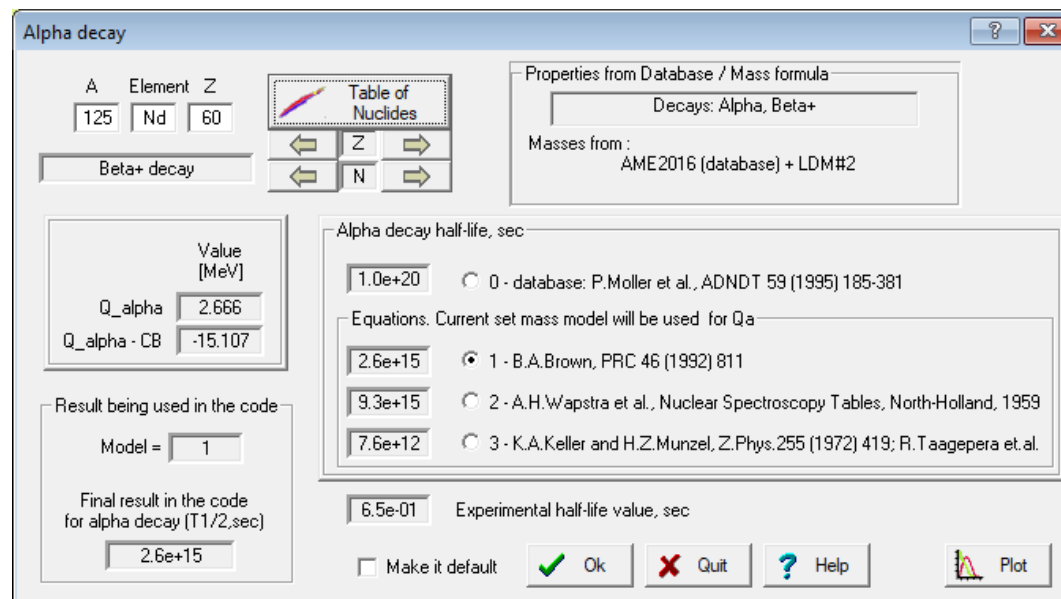 Alpha decay
A Element Z
125 Nd 60
Beta+ decay
Table of
Nuclides
Z
N
Properties from Database / Mass formula
Decays: Alpha, Beta+
Masses from :
AME2016 (database) + LDM#2
Value
[MeV]
Q_alpha 2.666
Q_alpha - CB -15.107
Result being used in the code
Model = 1
Final result in the code
for alpha decay (T1/2,sec)
2.6e+15
Alpha decay half-life, sec
1.0e+20 0 - database: P.Moller et al., ADNDT 59 (1995) 185-381
Equations. Current set mass model will be used for Qa
2.6e+15 1 - B.A.Brown, PRC 46 (1992) 811
9.3e+15 2 - A.H.Wapstra et al., Nuclear Spectroscopy Tables, North-Holland, 1959
7.6e+12 3 - K.A.Keller and H.Z.Munzel, Z.Phys.255 (1972) 419; R.Taagepera et.al.
6.5e-01 Experimental half-life value, sec
Make it default
Ok
Quit
? Help
Plot